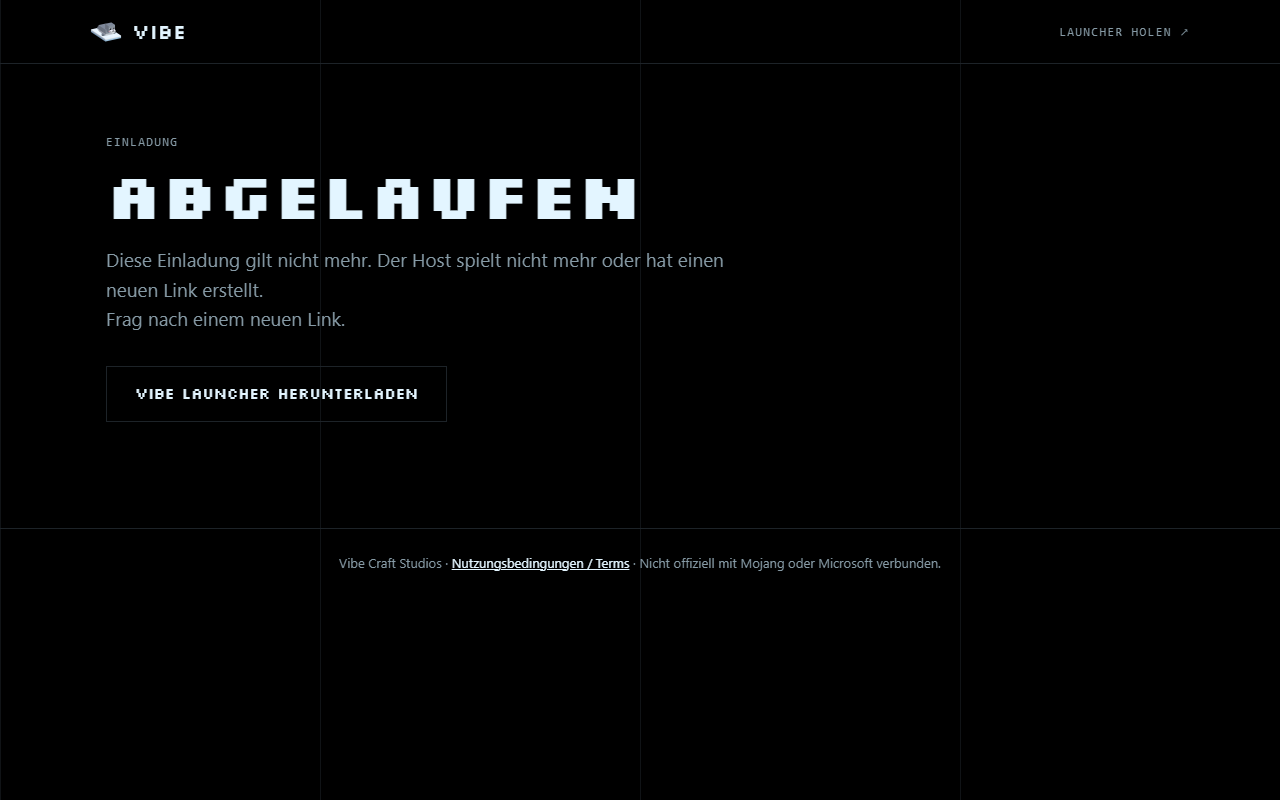 VIBE
LAUNCHER HOLEN ↗
EINLADUNG
ABGELAUFEN
Diese Einladung gilt nicht mehr. Der Host spielt nicht mehr oder hat einen
neuen Link erstellt.
Frag nach einem neuen Link.
VIBE LAUNCHER HERUNTERLADEN
Vibe Craft Studios · Nutzungsbedingungen / Terms · Nicht offiziell mit Mojang oder Microsoft verbunden.